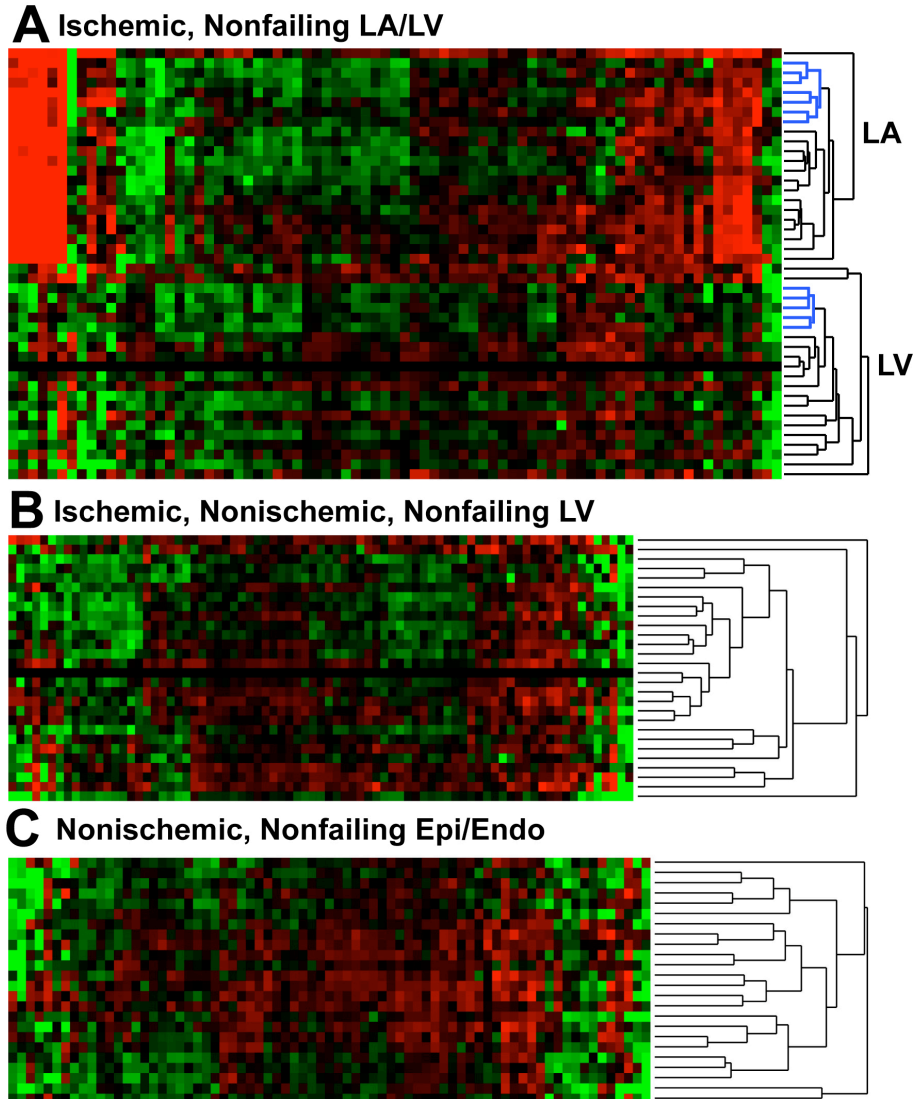 A Ischemic, Nonfailing LA/LV
LA
LV
B Ischemic, Nonischemic, Nonfailing LV
C Nonischemic, Nonfailing Epi/Endo